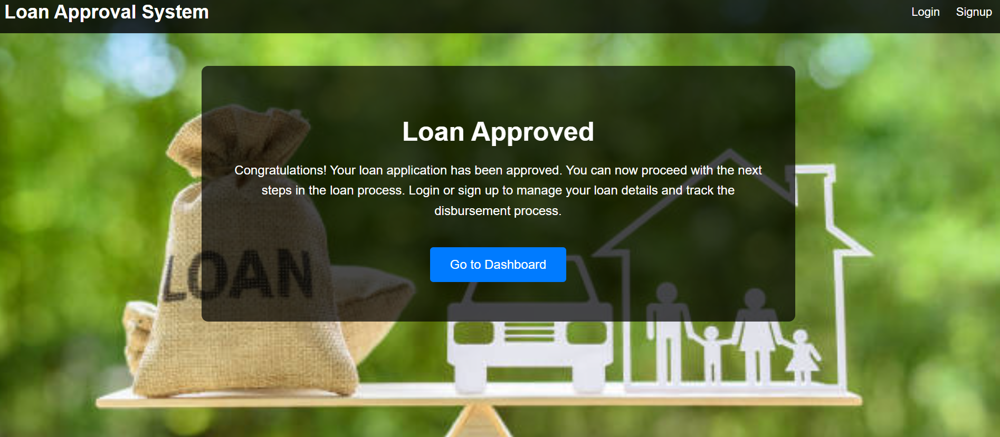 Loan Approval System
Login Signup
Loan Approved
Congratulations! Your loan application has been approved. You can now proceed with the next
steps in the loan process. Login or sign up to manage your loan details and track the
disbursement process.
Go to Dashboard
LOAN